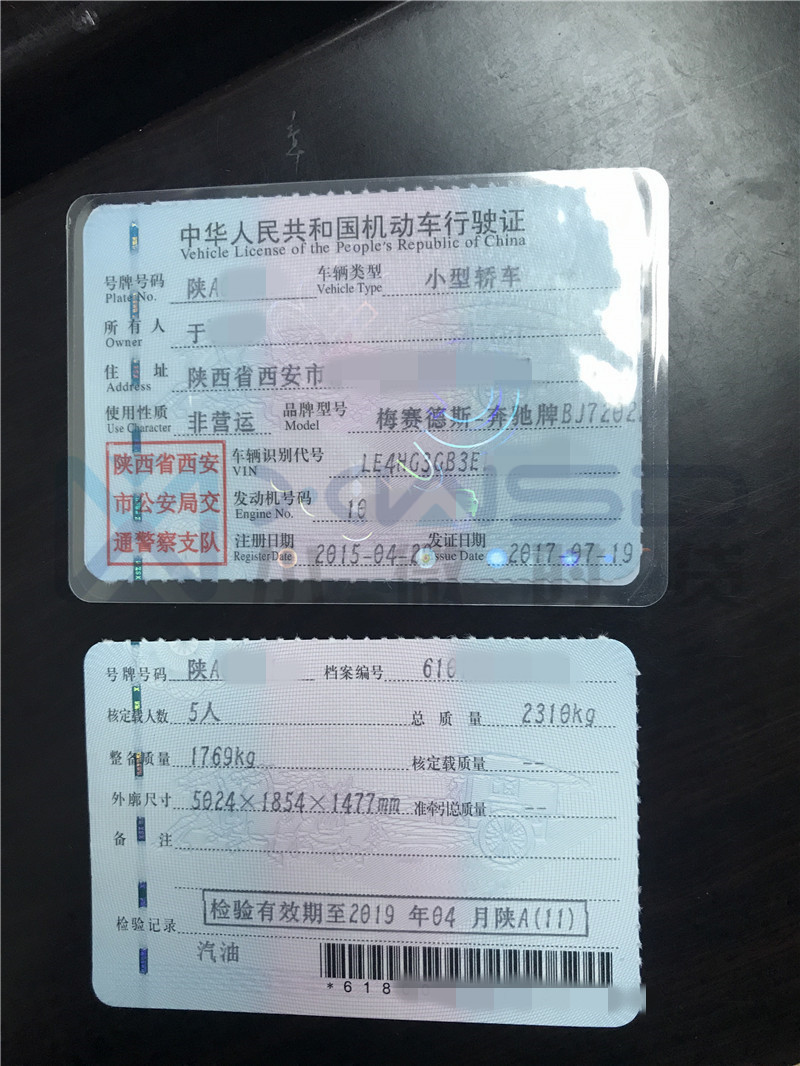 中华人民共和国机动车行驶证
Vehicle License of the People's Republic of China
号牌号码 陕A 车辆类型 小型轿车
Plate No. Vehicle Type
所有人 于
Owner
住址 陕西省西安市
Address
使用性质 非营运 品牌型号 梅赛德斯-奔驰牌BJ7202
Use Character Model
陕西省西安 车辆识别代号 LE4HG3GB3E
VIN
市公安局交 发动机号码 10
Engine No.
通警察支队 注册日期 2015-04-2 发证日期 2017-07-19
Register Date Issue Date
号牌号码 陕A 档案编号 610
核定载人数 5人 总质量 2310kg
整备质量 1769kg 核定载质量 --
外廓尺寸 5024×1854×1477mm 准牵引总质量 --
备注
检验记录 检验有效期至2019 年04 月陕A(11)
汽油
*618